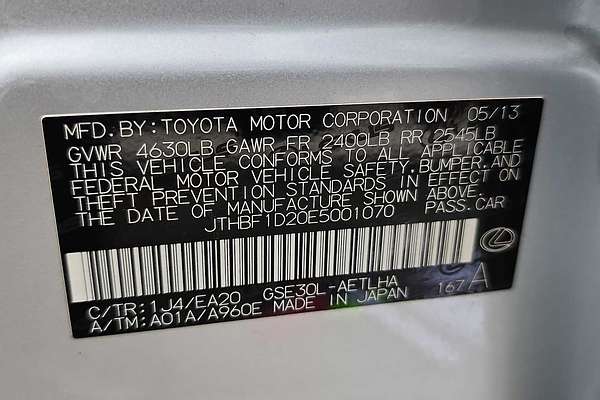 MFD.BY:TOYOTA MOTOR CORPORATION 05/13
GVWR 4630LB GAWR FR 2400LB RR 2545LB
THIS VEHICLE CONFORMS TO ALL APPLICABLE
FEDERAL MOTOR VEHICLE SAFETY,BUMPER,AND
THEFT PREVENTION STANDARDS IN EFFECT ON
THE DATE OF MANUFACTURE SHOWN ABOVE.
JTHBF1D20E5001070 PASS.CAR
C/TR:1J4/EA20 GSE30L-AETLHA 167A
A/TM:A01A/A960E MADE IN JAPAN